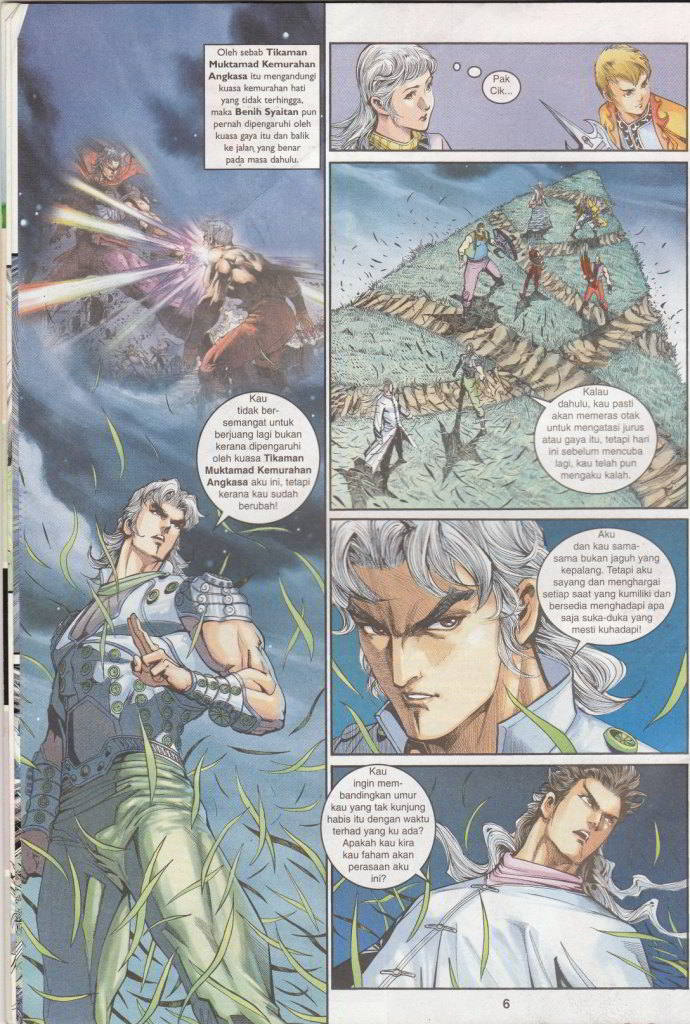 Oleh sebab Tikaman
Muktamad Kemurahan
Angkasa itu mengandungi
kuasa kemurahan hati
yang tidak terhingga,
maka Benih Syaitan pun
pernah dipengaruhi oleh
kuasa gaya itu dan balik
ke jalan yang benar
pada masa dahulu.
Kau
tidak ber-
semangat untuk
berjuang lagi bukan
kerana dipengaruhi
oleh kuasa Tikaman
Muktamad Kemurahan
Angkasa aku ini, tetapi
kerana kau sudah
berubah!
Pak
Cik...
Kalau
dahulu, kau pasti
akan memeras otak
untuk mengatasi jurus
atau gaya itu, tetapi hari
ini sebelum mencuba
lagi, kau telah pun
mengaku kalah.
Aku
dan kau sama-
sama bukan jaguh yang
kepalang. Tetapi aku
sayang dan menghargai
setiap saat yang kumiliki dan
bersedia menghadapi apa
saja suka-duka yang
mesti kuhadapi!
Kau
ingin mem-
bandingkan umur
kau yang tak kunjung
habis itu dengan waktu
terhad yang ku ada?
Apakah kau kira
kau faham akan
perasaan aku
ini?
6